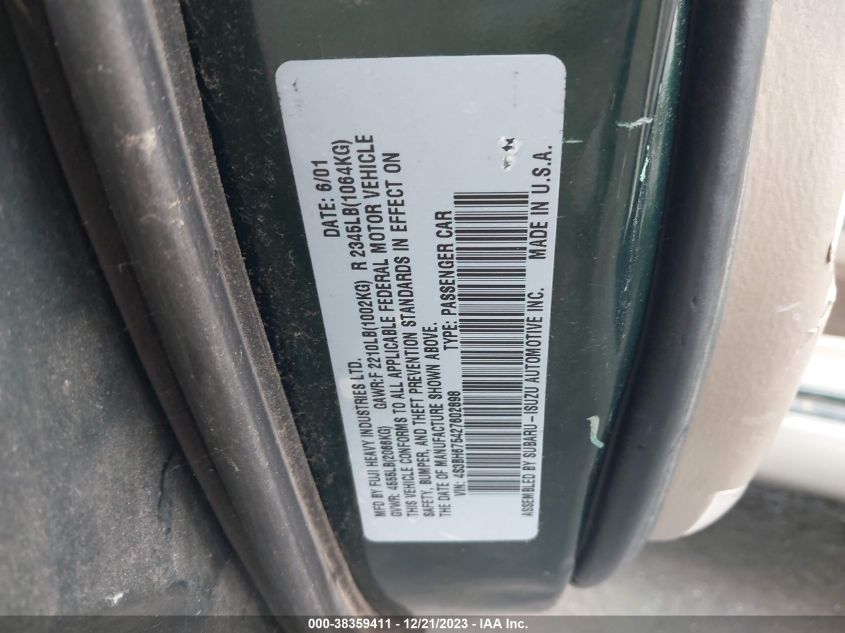 DATE: 6/01
MFD BY FUJI HEAVY INDUSTRIES LTD.
GVWR: 4555LB(2066KG) GAWR:F 2210LB(1002KG) R 2345LB(1064KG)
THIS VEHICLE CONFORMS TO ALL APPLICABLE FEDERAL MOTOR VEHICLE
SAFETY, BUMPER, AND THEFT PREVENTION STANDARDS IN EFFECT ON
THE DATE OF MANUFACTURE SHOWN ABOVE.
VIN: 4S3BH675427602898 TYPE: PASSENGER CAR
ASSEMBLED BY SUBARU-ISUZU AUTOMOTIVE INC. MADE IN U.S.A.
000-38359411 - 12/21/2023 - IAA Inc.